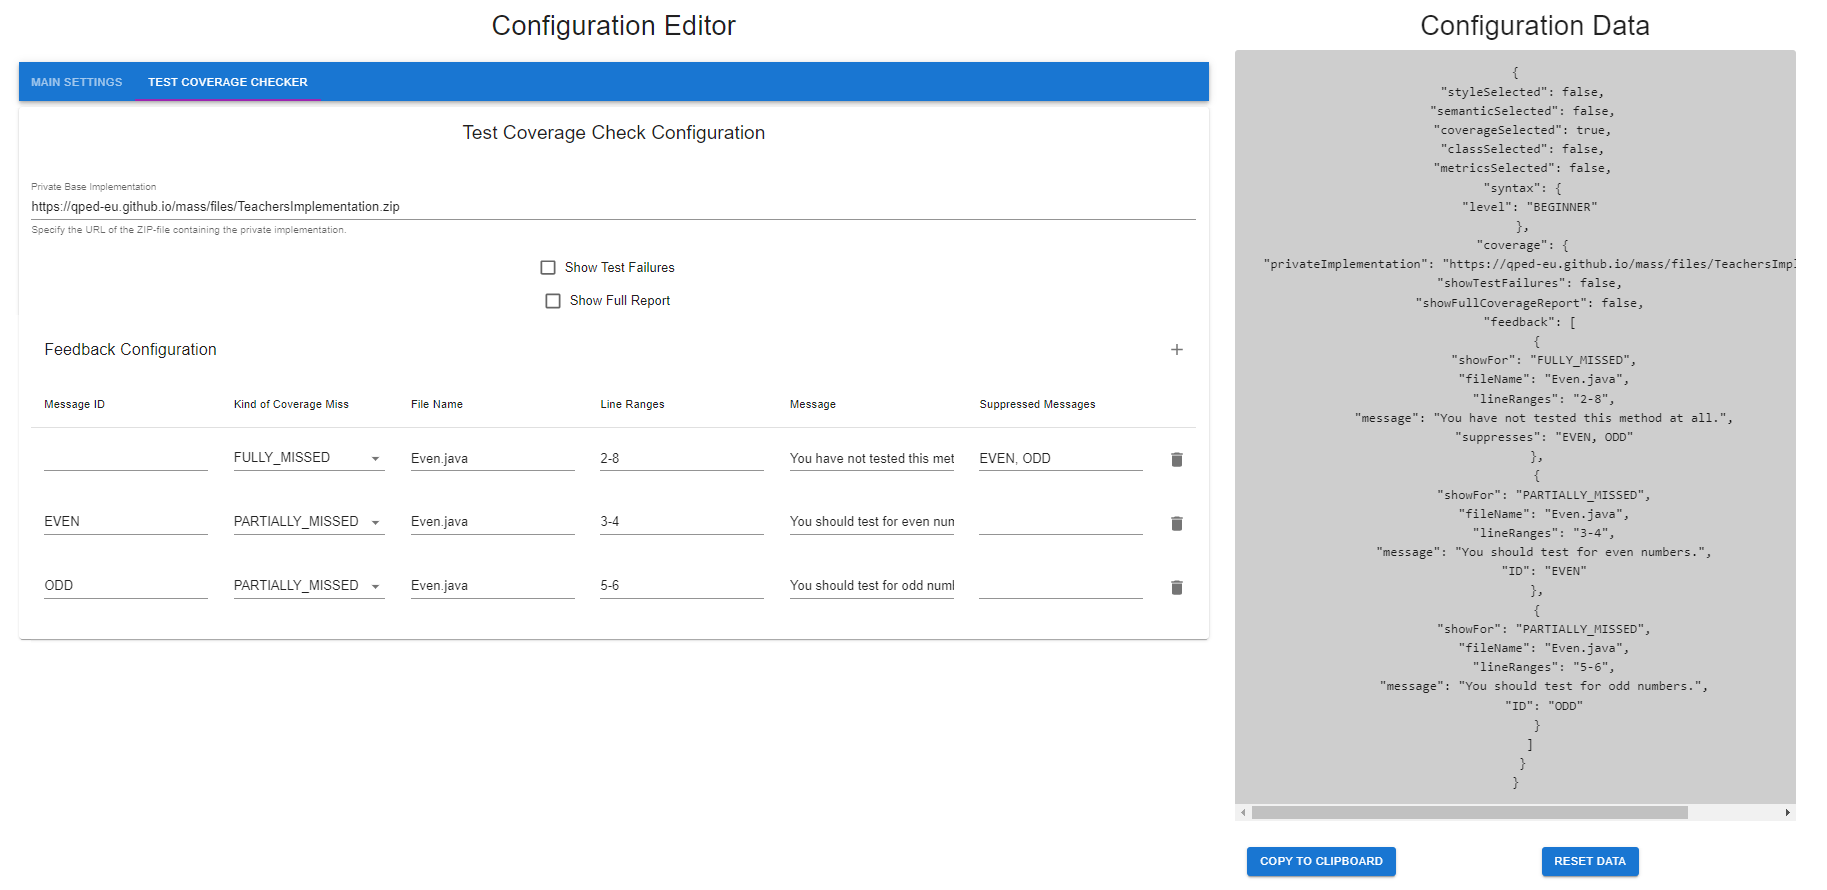 Configuration Editor
MAIN SETTINGS
TEST COVERAGE CHECKER
Test Coverage Check Configuration
Private Base Implementation
https://qped-eu.github.io/mass/files/TeachersImplementation.zip
Specify the URL of the ZIP-file containing the private implementation.
Show Test Failures
Show Full Report
Feedback Configuration
Message ID Kind of Coverage Miss File Name Line Ranges Message Suppressed Messages
FULLY_MISSED Even.java 2-8 You have not tested this met EVEN, ODD
EVEN PARTIALLY_MISSED Even.java 3-4 You should test for even nun
ODD PARTIALLY_MISSED Even.java 5-6 You should test for odd numl
Configuration Data
{
"styleSelected": false,
"semanticSelected": false,
"coverageSelected": true,
"classSelected": false,
"metricsSelected": false,
"syntax": {
"level": "BEGINNER"
},
"coverage": {
"privateImplementation": "https://qped-eu.github.io/mass/files/TeachersImpl
"showTestFailures": false,
"showFullCoverageReport": false,
"feedback": [
{
"showFor": "FULLY_MISSED",
"fileName": "Even.java",
"lineRanges": "2-8",
"message": "You have not tested this method at all.",
"suppresses": "EVEN, ODD"
},
{
"showFor": "PARTIALLY_MISSED",
"fileName": "Even.java",
"lineRanges": "3-4",
"message": "You should test for even numbers.",
"ID": "EVEN"
},
{
"showFor": "PARTIALLY_MISSED",
"fileName": "Even.java",
"lineRanges": "5-6",
"message": "You should test for odd numbers.",
"ID": "ODD"
}
]
}
}
COPY TO CLIPBOARD
RESET DATA